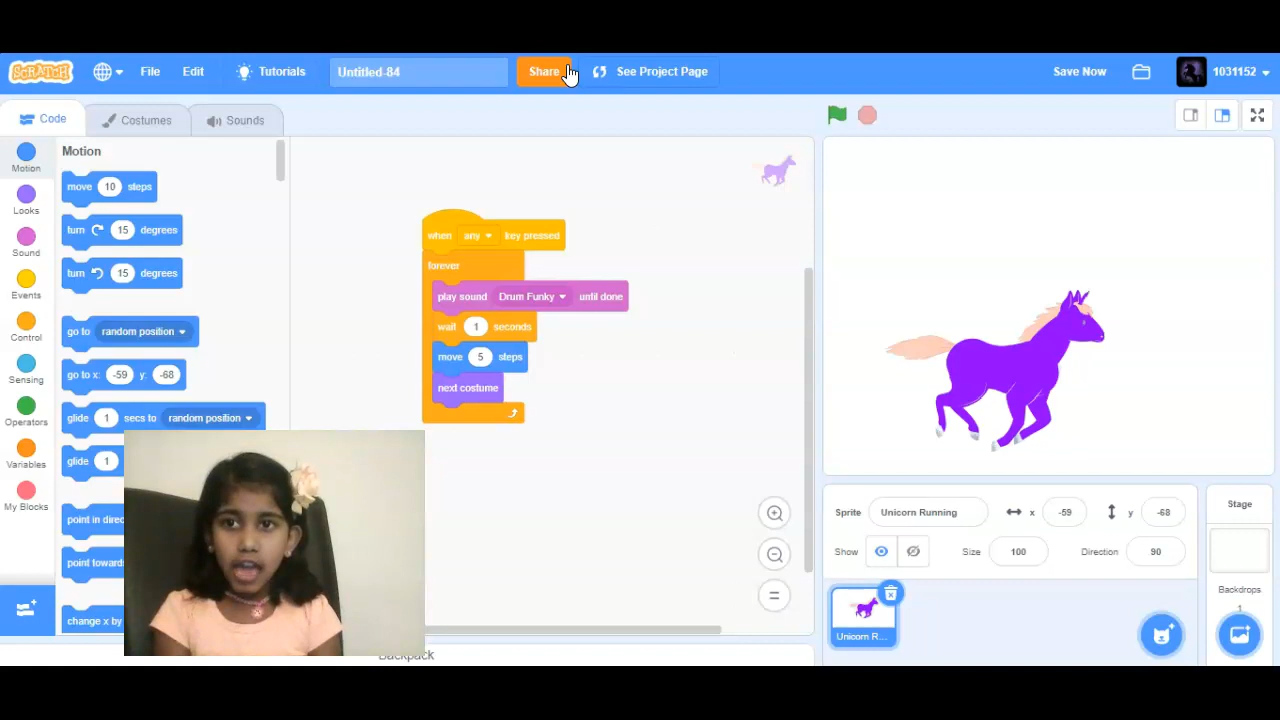 SCRATCH
File
Edit
Tutorials
Untitled-84
Share
See Project Page
Save Now
1031152
Code
Costumes
Sounds
Motion
Looks
Sound
Events
Control
Sensing
Operators
Variables
My Blocks
Motion
move 10 steps
turn 15 degrees
turn 15 degrees
go to random position
go to x: -59 y: -68
glide 1 secs to random position
glide 1
point in direc
point towards
change x by
when any key pressed
forever
play sound Drum Funky until done
wait 1 seconds
move 5 steps
next costume
Backpack
Sprite Unicorn Running x -59 y -68
Show Size 100 Direction 90
Unicorn R...
Stage
Backdrops
1